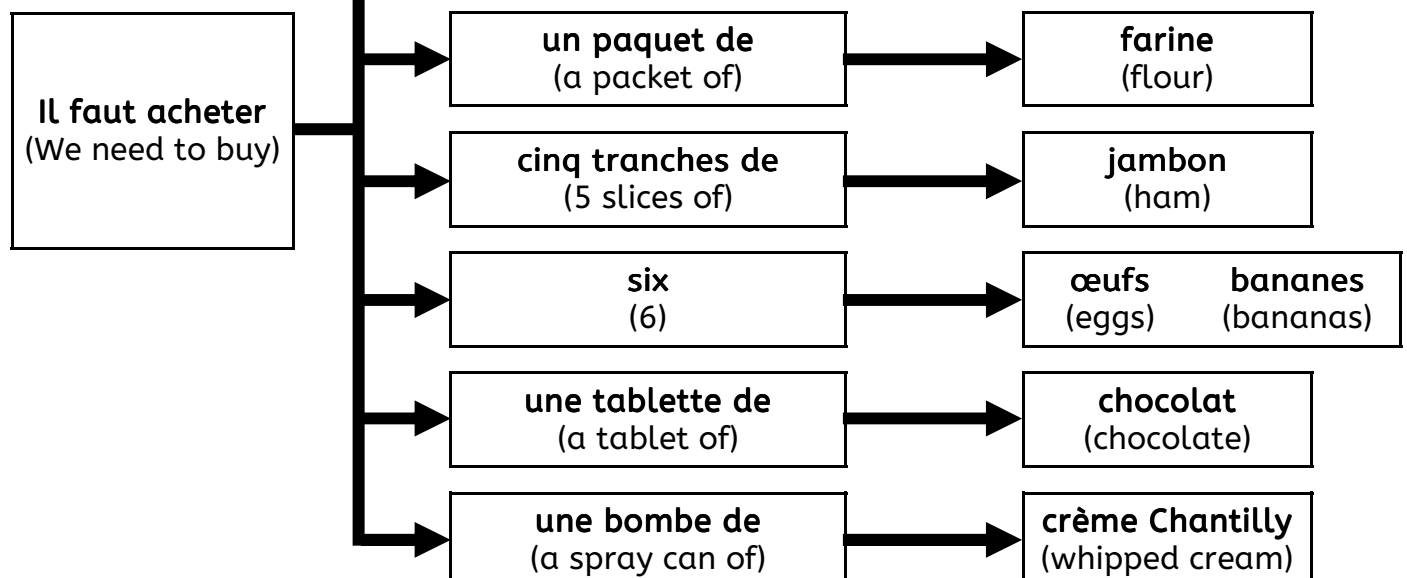 Il faut acheter
(We need to buy)
un paquet de
(a packet of)
farine
(flour)
cinq tranches de
(5 slices of)
jambon
(ham)
six
(6)
œufs
(eggs)
bananes
(bananas)
une tablette de
(a tablet of)
chocolat
(chocolate)
une bombe de
(a spray can of)
crème Chantilly
(whipped cream)